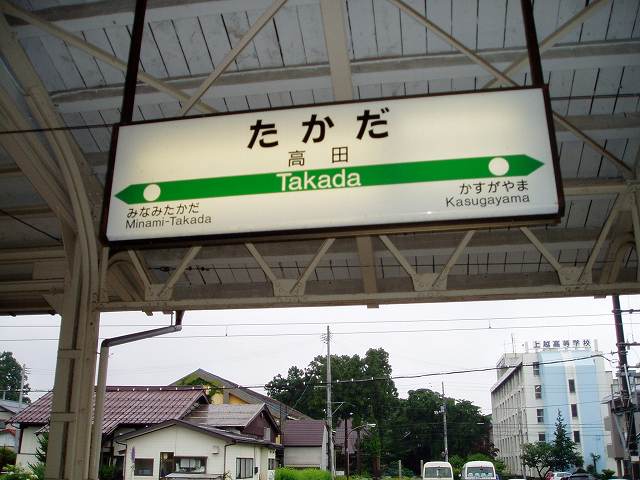 たかだ
高田
Takada
みなみたかだ
Minami-Takada
かすがやま
Kasugayama
上越高等学校